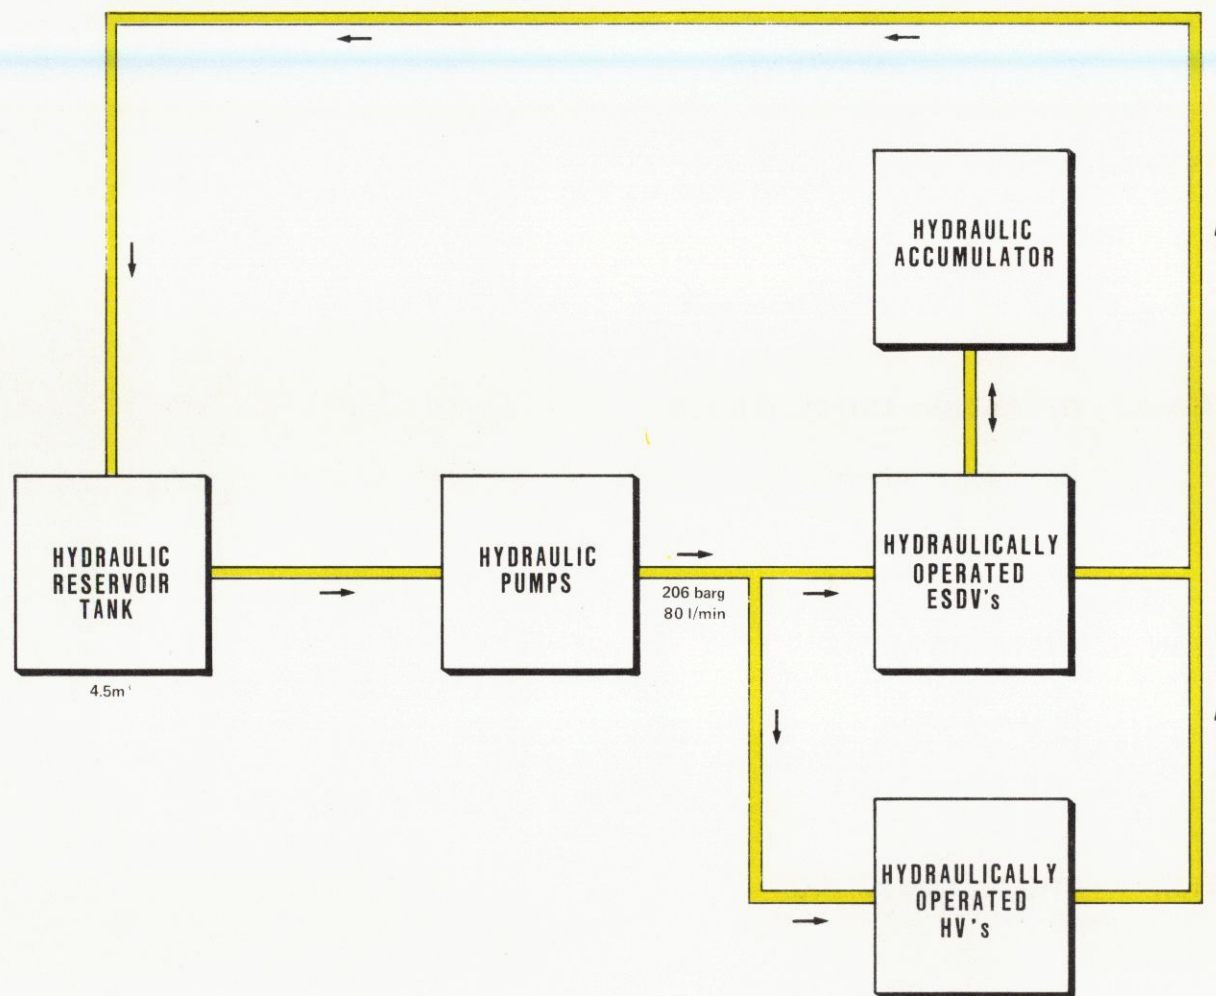 HYDRAULIC
ACCUMULATOR
HYDRAULIC
RESERVOIR
TANK
4.5m
HYDRAULIC
PUMPS
206 barg
80 l/min
HYDRAULICALLY
OPERATED
ESDV's
HYDRAULICALLY
OPERATED
HV's